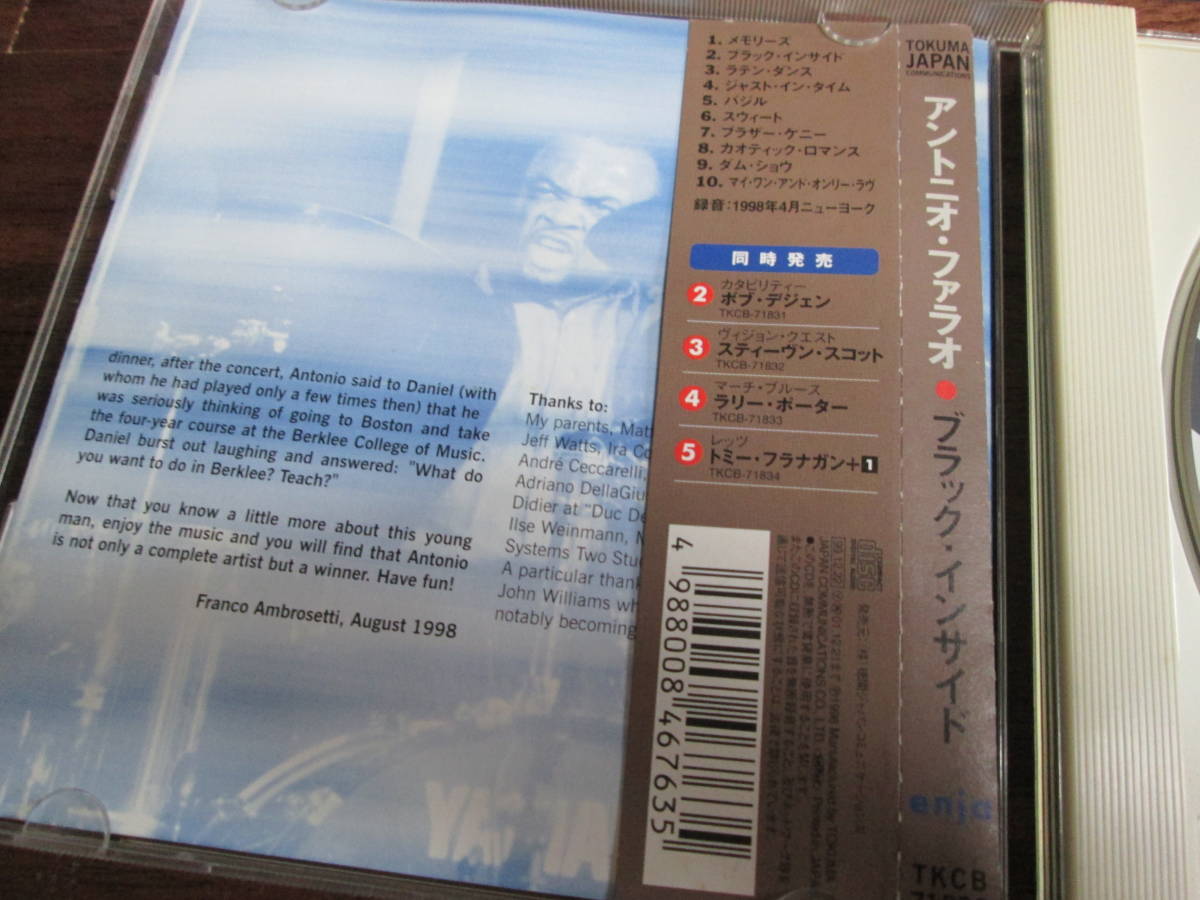 dinner, after the concert, Antonio said to Daniel (with
whom he had played only a few times then) that he
was seriously thinking of going to Boston and take
the four-year course at the Berklee College of Music.
Daniel burst out laughing and answered: "What do
you want to do in Berklee? Teach?"
Now that you know a little more about this young
man, enjoy the music and you will find that Antonio
is not only a complete artist but a winner. Have fun!
Franco Ambrosetti, August 1998
Thanks to:
My parents,
Jeff Watts, Ira
André Ceccarelli,
Adriano
Didier at "Duc
Ilse Weinmann,
Systems Two
A particular
John Williams
notably becoming
1. メモリーズ
2. ブラック・インサイド
3. ラテン・ダンス
4. ジャスト・イン・タイム
5. バジル
6. スウィート
7. ブラザー・ケニー
8. カオティック・ロマンス
9. ダム・ショウ
10. マイ・ワン・アンド・オンリー・ラヴ
録音：1998年4月ニューヨーク
同時発売
2 カタビリティー
ボブ・デジェン
TKCB-71831
3 ヴィジョン・クエスト
スティーヴン・スコット
TKCB-71832
4 マーチ・ブルース
ラリー・ポーター
TKCB-71833
5 レッツ
トミー・フラナガン+1
TKCB-71834
4 988008 467635
disc
TOKUMA
JAPAN
COMMUNICATIONS
アントニオ・ファラオ●ブラック・インサイド
TKCB